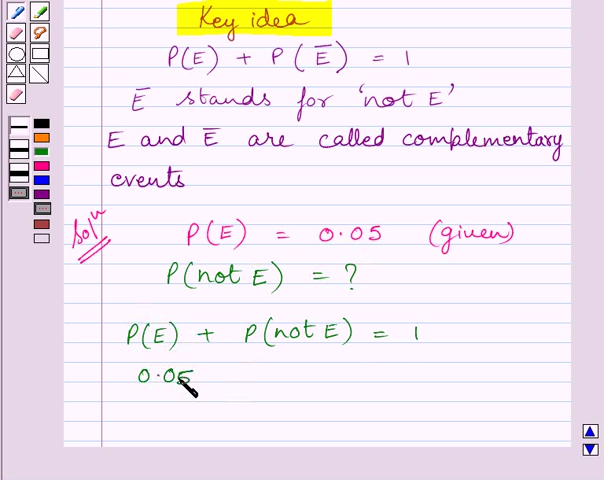 Key idea
P(E) + P(E̅) = 1
E̅ stands for 'not E'
E and E̅ are called complementary
events
Solⁿ P(E) = 0.05 (given)
P(not E) = ?
P(E) + P(not E) = 1
0.05